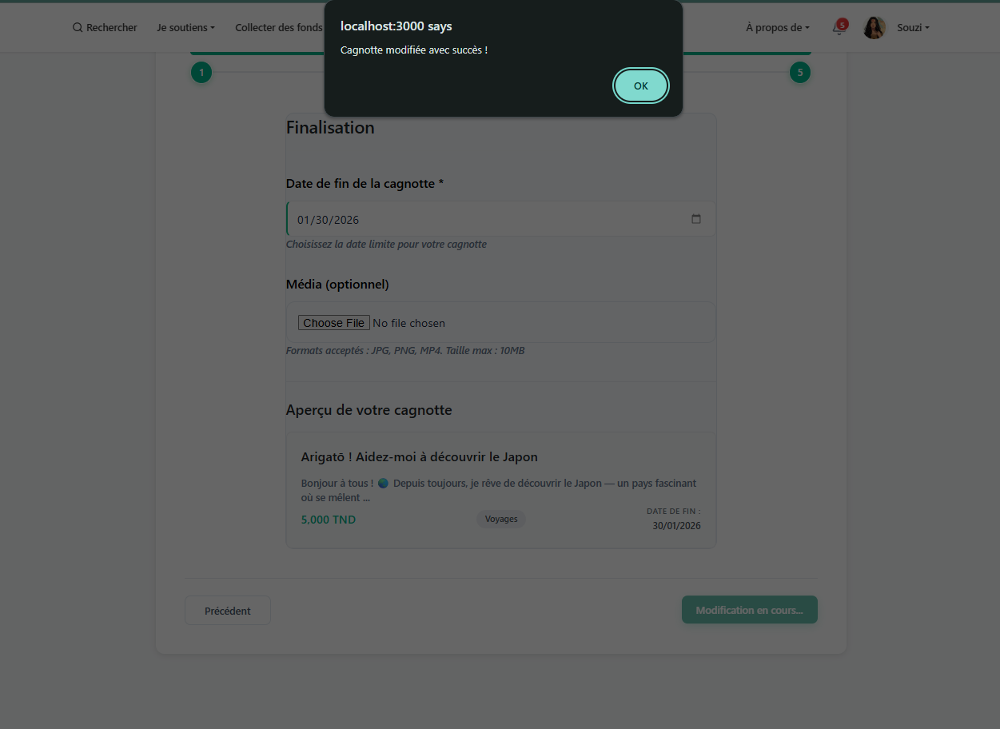 localhost:3000 says
Cagnotte modifiée avec succès !
OK
Rechercher
Je soutiens
Collecter des fonds
À propos de
5
Souzi
1
5
Finalisation
Date de fin de la cagnotte *
01/30/2026
Choisissez la date limite pour votre cagnotte
Média (optionnel)
Choose File No file chosen
Formats acceptés : JPG, PNG, MP4. Taille max : 10MB
Aperçu de votre cagnotte
Arigatō ! Aidez-moi à découvrir le Japon
Bonjour à tous ! 🌏 Depuis toujours, je rêve de découvrir le Japon — un pays fascinant
où se mêlent ...
5,000 TND
Voyages
DATE DE FIN :
30/01/2026
Précédent
Modification en cours...